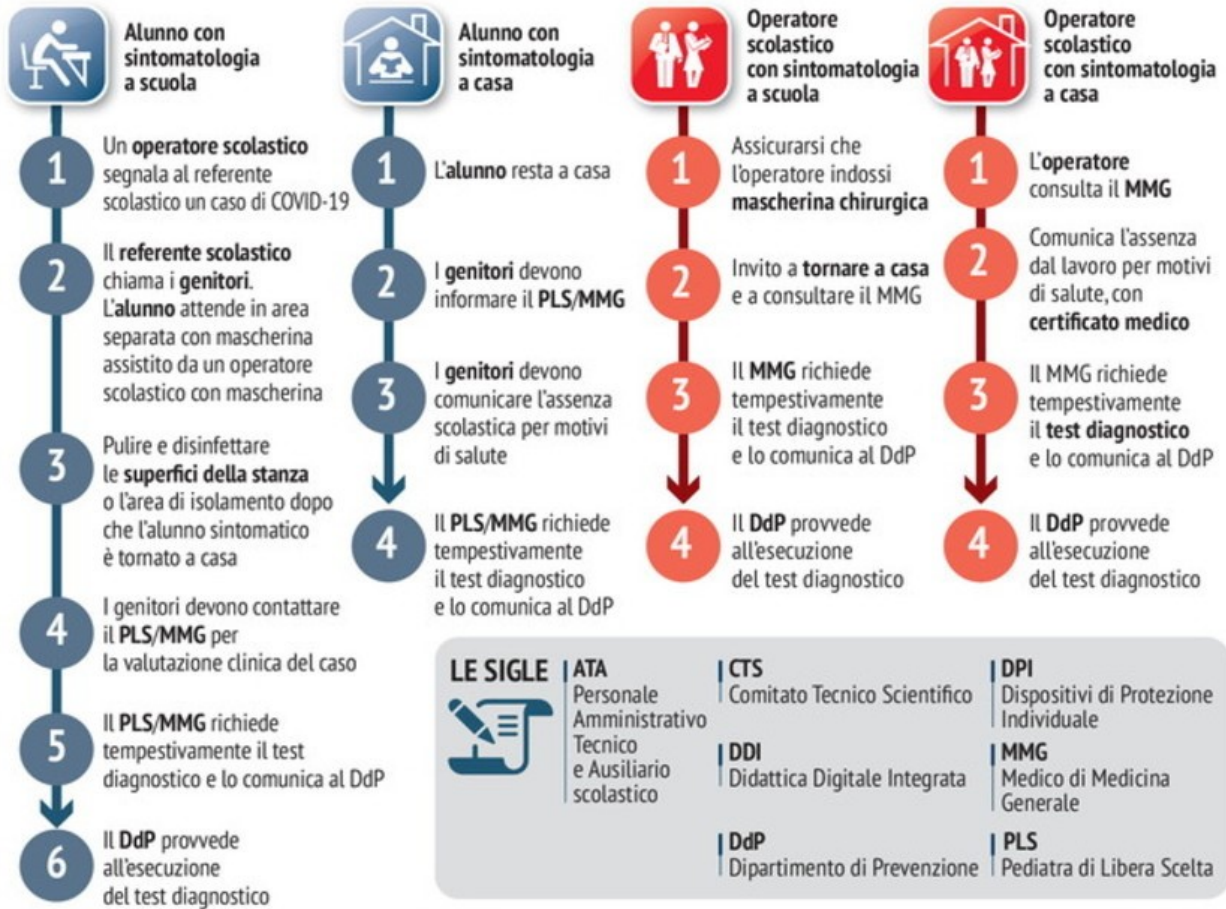 Alunno con
sintomatologia
a scuola
1
Un operatore scolastico
segnala al referente
scolastico un caso di COVID-19
2
Il referente scolastico
chiama i genitori.
L'alunno attende in area
separata con mascherina
assistito da un operatore
scolastico con mascherina
3
Pulire e disinfettare
le superfici della stanza
o l'area di isolamento dopo
che l'alunno sintomatico
è tornato a casa
4
I genitori devono contattare
il PLS/MMG per
la valutazione clinica del caso
5
Il PLS/MMG richiede
tempestivamente il test
diagnostico e lo comunica al DdP
6
Il DdP provvede
all'esecuzione
del test diagnostico
Alunno con
sintomatologia
a casa
1
L'alunno resta a casa
2
I genitori devono
informare il PLS/MMG
3
I genitori devono
comunicare l'assenza
scolastica per motivi
di salute
4
Il PLS/MMG richiede
tempestivamente
il test diagnostico
e lo comunica al DdP
Operatore
scolastico
con sintomatologia
a scuola
1
Assicurarsi che
l'operatore indossi
mascherina chirurgica
2
Invito a tornare a casa
e a consultare il MMG
3
Il MMG richiede
tempestivamente
il test diagnostico
e lo comunica al DdP
4
Il DdP provvede
all'esecuzione
del test diagnostico
Operatore
scolastico
con sintomatologia
a casa
1
L'operatore
consulta il MMG
2
Comunica l'assenza
dal lavoro per motivi
di salute, con
certificato medico
3
Il MMG richiede
tempestivamente
il test diagnostico
e lo comunica al DdP
4
Il DdP provvede
all'esecuzione
del test diagnostico
LE SIGLE
ATA
Personale
Amministrativo
Tecnico
e Ausiliario
scolastico
CTS
Comitato Tecnico Scientifico
DDI
Didattica Digitale Integrata
DdP
Dipartimento di Prevenzione
DPI
Dispositivi di Protezione
Individuale
MMG
Medico di Medicina
Generale
PLS
Pediatra di Libera Scelta